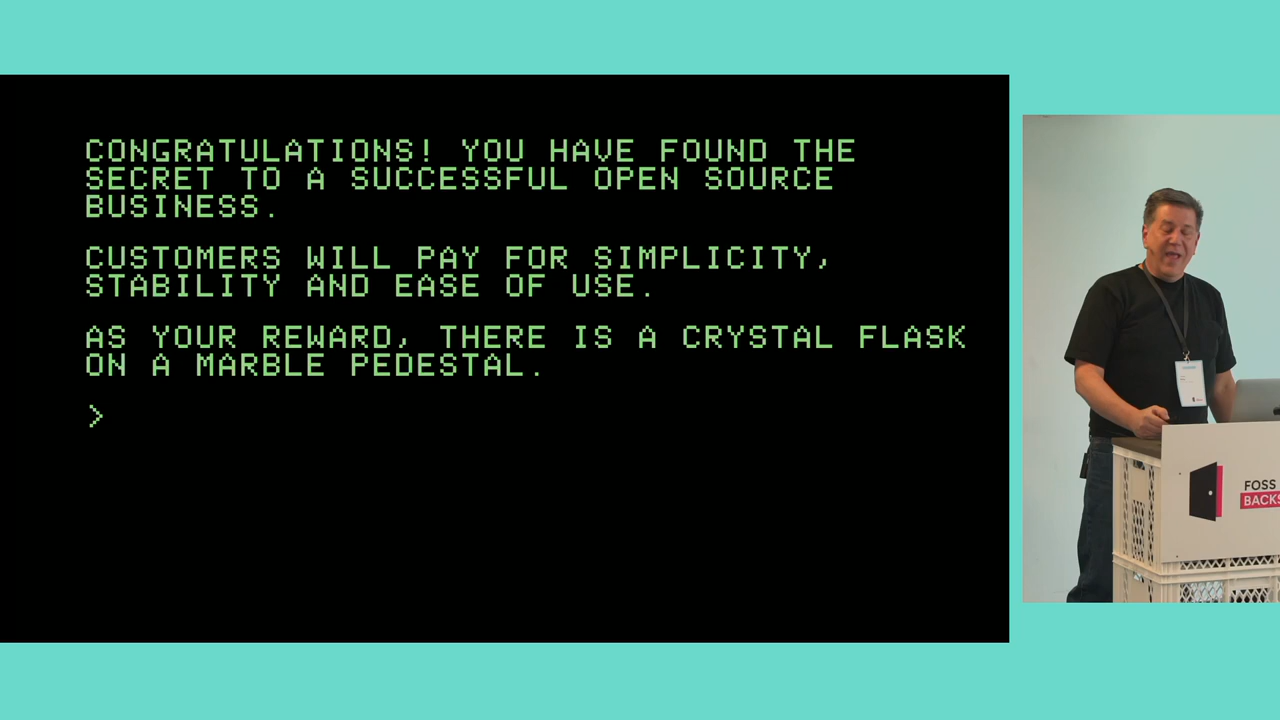 CONGRATULATIONS! YOU HAVE FOUND THE
SECRET TO A SUCCESSFUL OPEN SOURCE
BUSINESS.
CUSTOMERS WILL PAY FOR SIMPLICITY,
STABILITY AND EASE OF USE.
AS YOUR REWARD, THERE IS A CRYSTAL FLASK
ON A MARBLE PEDESTAL.
>
FOSS
BACKS